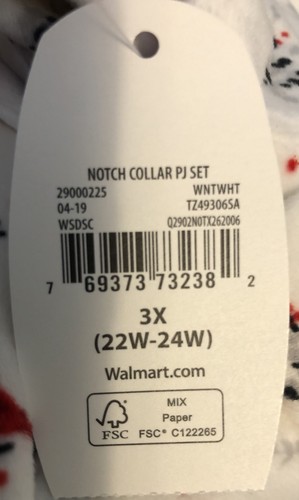 NOTCH COLLAR PJ SET
29000225 WNTWHT
04-19 TZ49306SA
WSDSC Q2902N0TX262006
7 69373 73238 2
3X
(22W-24W)
Walmart.com
MIX
Paper
FSC FSC® C122265